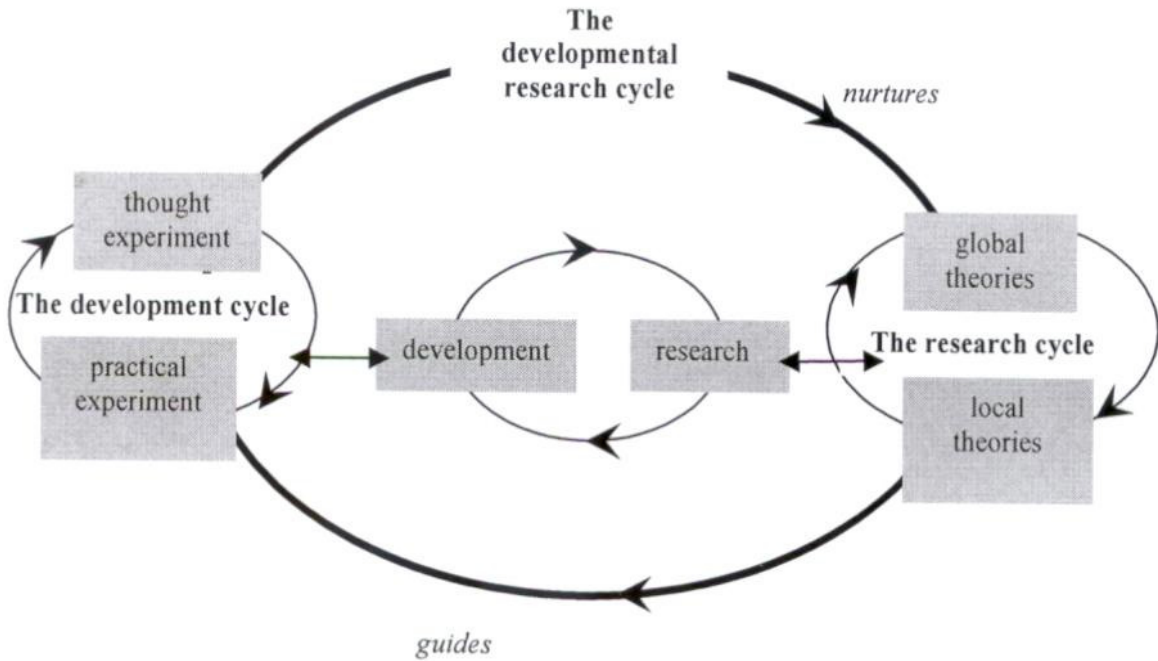 The
developmental
research cycle
nurtures
thought
experiment
The development cycle
practical
experiment
development
research
global
theories
The research cycle
local
theories
guides